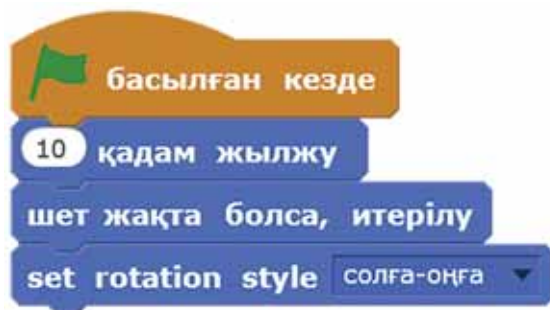 басылған кезде
10 қадам жылжу
шет жақта болса, итерілу
set rotation style солға-оңға